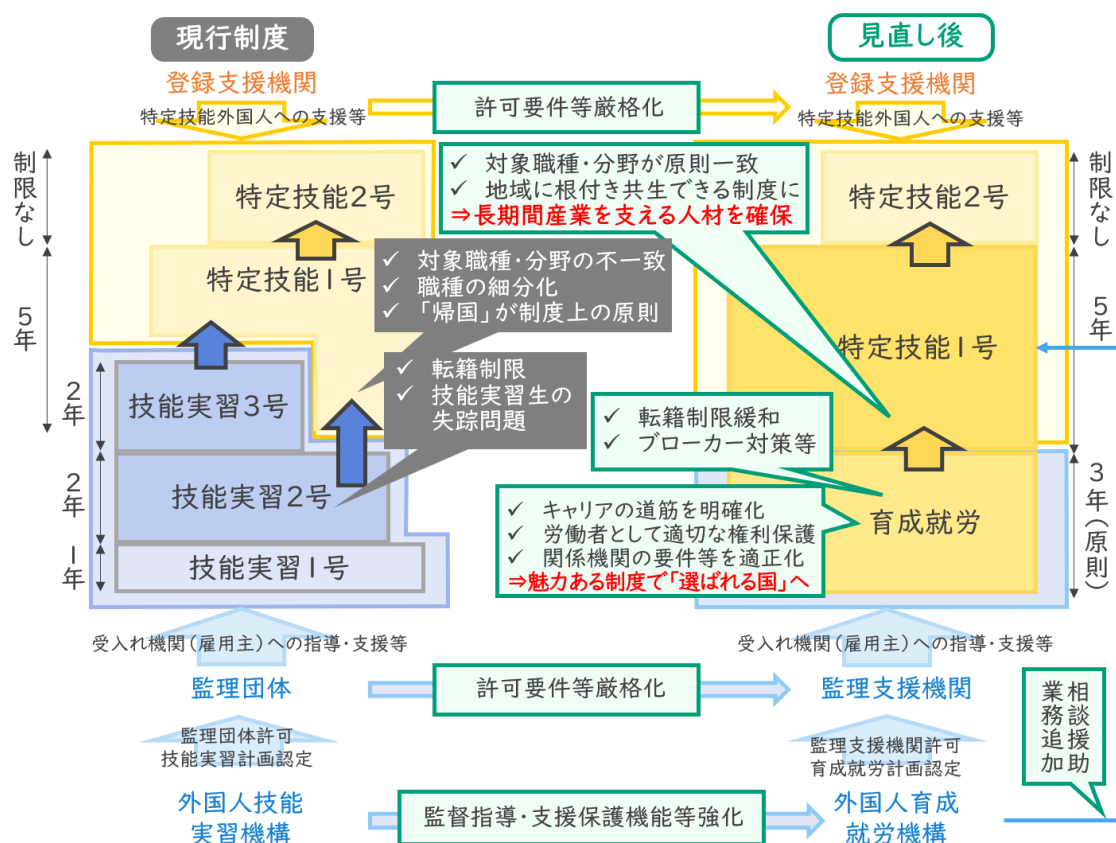 現行制度
見直し後
登録支援機関
特定技能外国人への支援等
許可要件等厳格化
登録支援機関
特定技能外国人への支援等
制限なし
5年
2年
2年
1年
特定技能2号
特定技能1号
技能実習3号
技能実習2号
技能実習1号
✓ 対象職種・分野の不一致
✓ 職種の細分化
✓ 「帰国」が制度上の原則
✓ 転籍制限
✓ 技能実習生の
失踪問題
✓ 対象職種・分野が原則一致
✓ 地域に根付き共生できる制度に
⇒長期間産業を支える人材を確保
✓ 転籍制限緩和
✓ ブローカー対策等
✓ キャリアの道筋を明確化
✓ 労働者として適切な権利保護
✓ 関係機関の要件等を適正化
⇒魅力ある制度で「選ばれる国」へ
特定技能2号
特定技能1号
育成就労
制限なし
5年
3年(原則)
受入れ機関(雇用主)への指導・支援等
監理団体
監理団体許可
技能実習計画認定
外国人技能
実習機構
許可要件等厳格化
監督指導・支援保護機能等強化
受入れ機関(雇用主)への指導・支援等
監理支援機関
監理支援機関許可
育成就労計画認定
外国人育成
就労機構
相談援助
業務追加